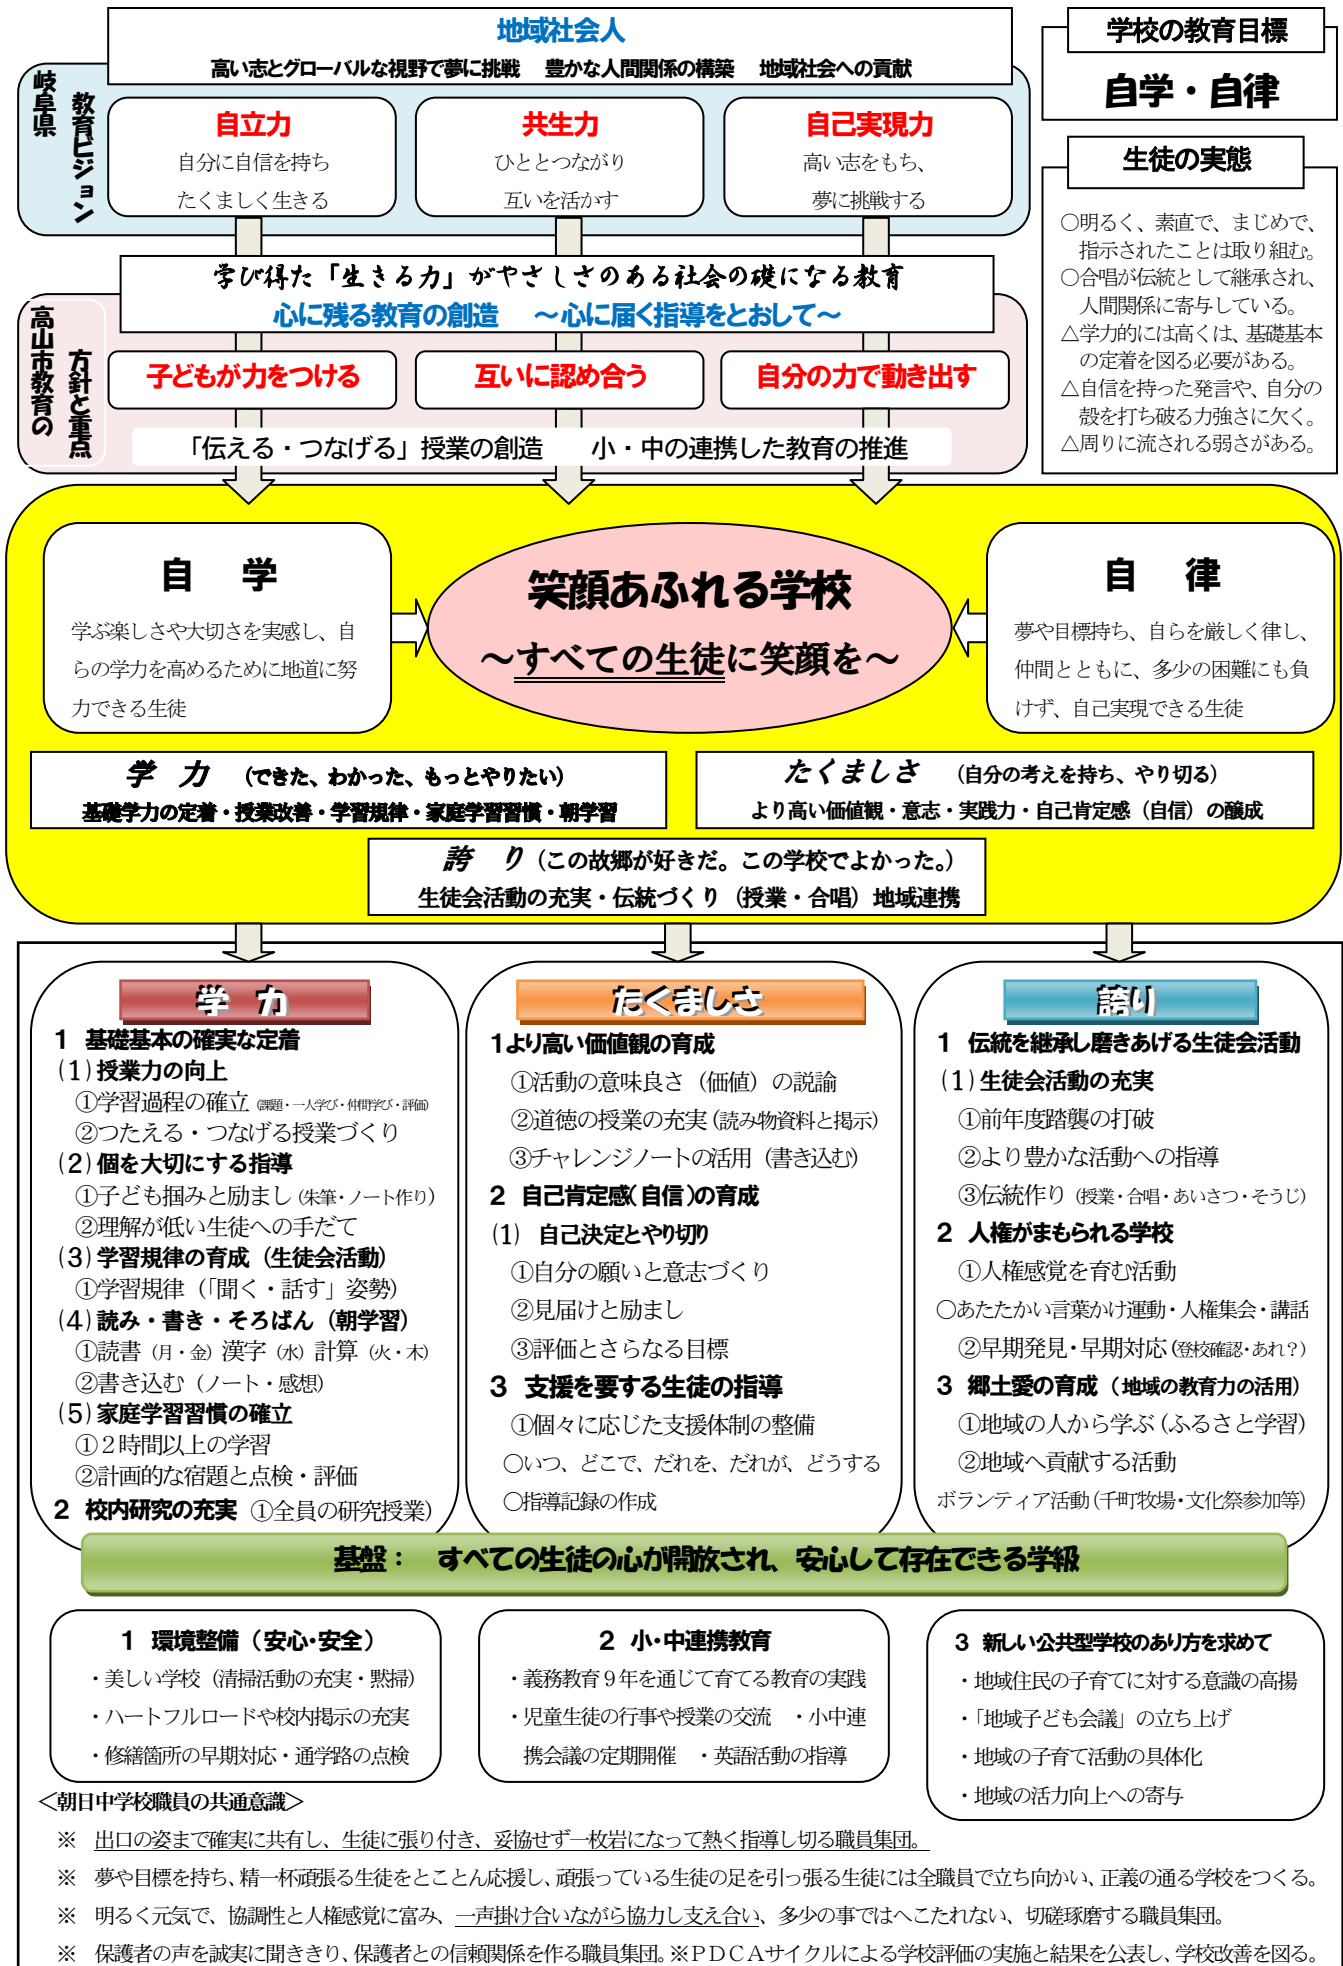 地域社会人
高い志とグローバルな視野で夢に挑戦　豊かな人間関係の構築　地域社会への貢献
岐阜県
教育ビジョン
自立力
自分に自信を持ち
たくましく生きる
共生力
ひととつながり
互いを活かす
自己実現力
高い志をもち、
夢に挑戦する
学校の教育目標
自学・自律
生徒の実態
○明るく、素直で、まじめで、
指示されたことは取り組む。
○合唱が伝統として継承され、
人間関係に寄与している。
△学力的には高くは、基礎基本
の定着を図る必要がある。
△自信を持った発言や、自分の
殻を打ち破る力強さに欠く。
△周りに流される弱さがある。
学び得た「生きる力」がやさしさのある社会の礎になる教育
心に残る教育の創造　～心に届く指導をとおして～
高山市教育の
方針と重点
子どもが力をつける
互いに認め合う
自分の力で動き出す
「伝える・つなげる」授業の創造　小・中の連携した教育の推進
自　学
学ぶ楽しさや大切さを実感し、自
らの学力を高めるために地道に努
力できる生徒
笑顔あふれる学校
～すべての生徒に笑顔を～
自　律
夢や目標持ち、自らを厳しく律し、
仲間とともに、多少の困難にも負
けず、自己実現できる生徒
学　力　（できた、わかった、もっとやりたい）
基礎学力の定着・授業改善・学習規律・家庭学習習慣・朝学習
たくましさ　（自分の考えを持ち、やり切る）
より高い価値観・意志・実践力・自己肯定感（自信）の醸成
誇　り（この故郷が好きだ。この学校でよかった。）
生徒会活動の充実・伝統づくり（授業・合唱）地域連携
学　力
1　基礎基本の確実な定着
(1)授業力の向上
①学習過程の確立（課題・一人学び・仲間学び・評価）
②つたえる・つなげる授業づくり
(2)個を大切にする指導
①子ども掴みと励まし（朱筆・ノート作り）
②理解が低い生徒への手だて
(3)学習規律の育成（生徒会活動）
①学習規律（「聞く・話す」姿勢）
(4)読み・書き・そろばん（朝学習）
①読書（月・金）漢字（水）計算（火・木）
②書き込む（ノート・感想）
(5)家庭学習習慣の確立
①２時間以上の学習
②計画的な宿題と点検・評価
2　校内研究の充実　①全員の研究授業）
たくましさ
1より高い価値観の育成
①活動の意味良さ（価値）の説諭
②道徳の授業の充実（読み物資料と掲示）
③チャレンジノートの活用（書き込む）
2　自己肯定感（自信）の育成
(1)　自己決定とやり切り
①自分の願いと意志づくり
②見届けと励まし
③評価とさらなる目標
3　支援を要する生徒の指導
①個々に応じた支援体制の整備
○いつ、どこで、だれを、だれが、どうする
○指導記録の作成
誇り
1　伝統を継承し磨きあげる生徒会活動
(1)生徒会活動の充実
①前年度踏襲の打破
②より豊かな活動への指導
③伝統作り（授業・合唱・あいさつ・そうじ）
2　人権がまもられる学校
①人権感覚を育む活動
○あたたかい言葉かけ運動・人権集会・講話
②早期発見・早期対応（登校確認・あれ？）
3　郷土愛の育成（地域の教育力の活用）
①地域の人から学ぶ（ふるさと学習）
②地域へ貢献する活動
ボランティア活動（千町牧場・文化祭参加等）
基盤：　すべての生徒の心が開放され、安心して存在できる学級
1　環境整備（安心・安全）
・美しい学校（清掃活動の充実・黙掃）
・ハートフルロードや校内掲示の充実
・修繕箇所の早期対応・通学路の点検
2　小・中連携教育
・義務教育９年を通じて育てる教育の実践
・児童生徒の行事や授業の交流　・小中連
携会議の定期開催　・英語活動の指導
3　新しい公共型学校のあり方を求めて
・地域住民の子育てに対する意識の高揚
・「地域子ども会議」の立ち上げ
・地域の子育て活動の具体化
・地域の活力向上への寄与
＜朝日中学校職員の共通意識＞
※　出口の姿まで確実に共有し、生徒に張り付き、妥協せず一枚岩になって熱く指導し切る職員集団。
※　夢や目標を持ち、精一杯頑張る生徒をとことん応援し、頑張っている生徒の足を引っ張る生徒には全職員で立ち向かい、正義の通る学校をつくる。
※　明るく元気で、協調性と人権感覚に富み、一声掛け合いながら協力し支え合い、多少の事ではへこたれない、切磋琢磨する職員集団。
※　保護者の声を誠実に聞ききり、保護者との信頼関係を作る職員集団。※ＰＤＣＡサイクルによる学校評価の実施と結果を公表し、学校改善を図る。